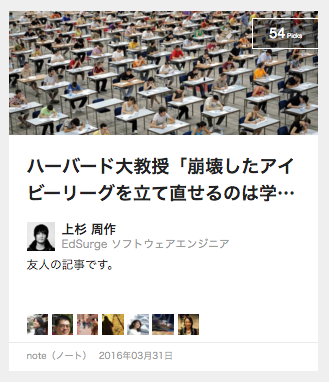 54 Picks
ハーバード大教授「崩壊したアイ
ビーリーグを立て直せるのは学…
上杉 周作
EdSurge ソフトウェアエンジニア
友人の記事です。
note（ノート） 2016年03月31日